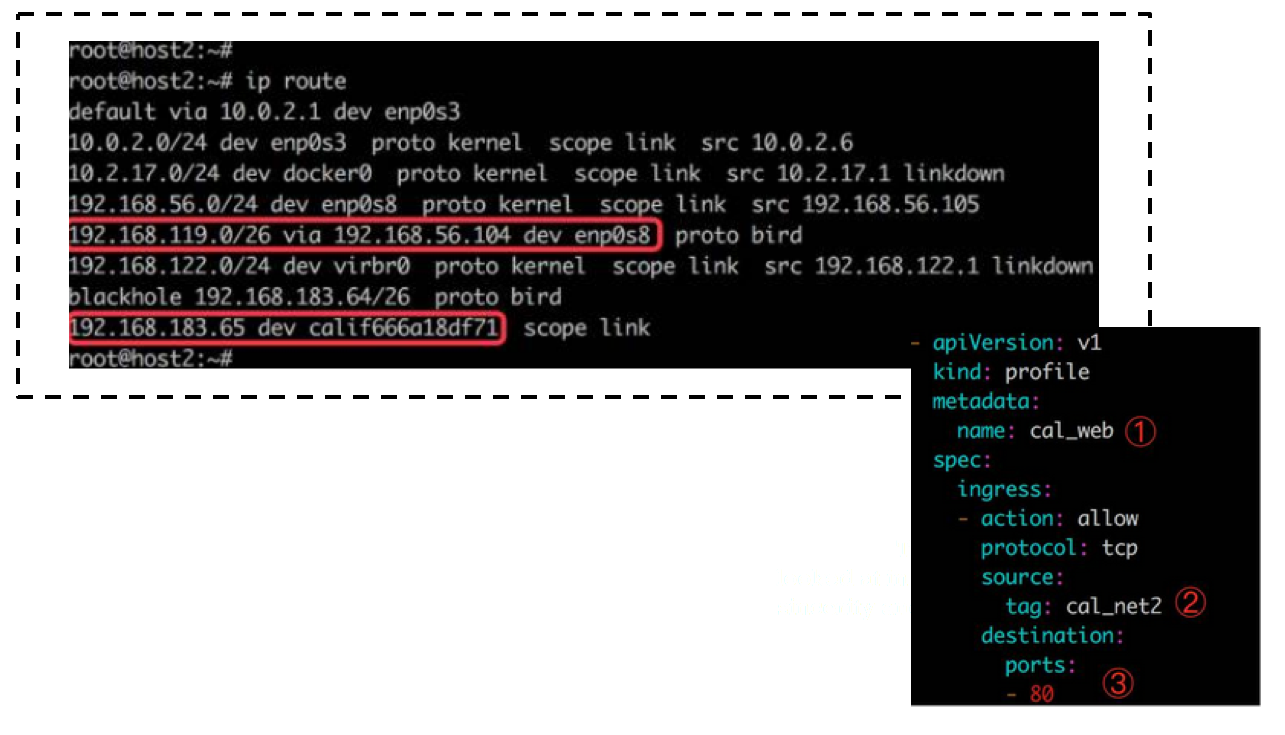 root@host2:~#
root@host2:~# ip route
default via 10.0.2.1 dev enp0s3
10.0.2.0/24 dev enp0s3  proto kernel  scope link  src 10.0.2.6
10.2.17.0/24 dev docker0  proto kernel  scope link  src 10.2.17.1 linkdown
192.168.56.0/24 dev enp0s8  proto kernel  scope link  src 192.168.56.105
192.168.119.0/26 via 192.168.56.104 dev enp0s8  proto bird
192.168.122.0/24 dev virbr0  proto kernel  scope link  src 192.168.122.1 linkdown
blackhole 192.168.183.64/26  proto bird
192.168.183.65 dev calif666a18df71  scope link
root@host2:~#
- apiVersion: v1
  kind: profile
  metadata:
    name: cal_web ①
  spec:
    ingress:
    - action: allow
      protocol: tcp
      source:
        tag: cal_net2 ②
      destination:
        ports:
        - 80 ③